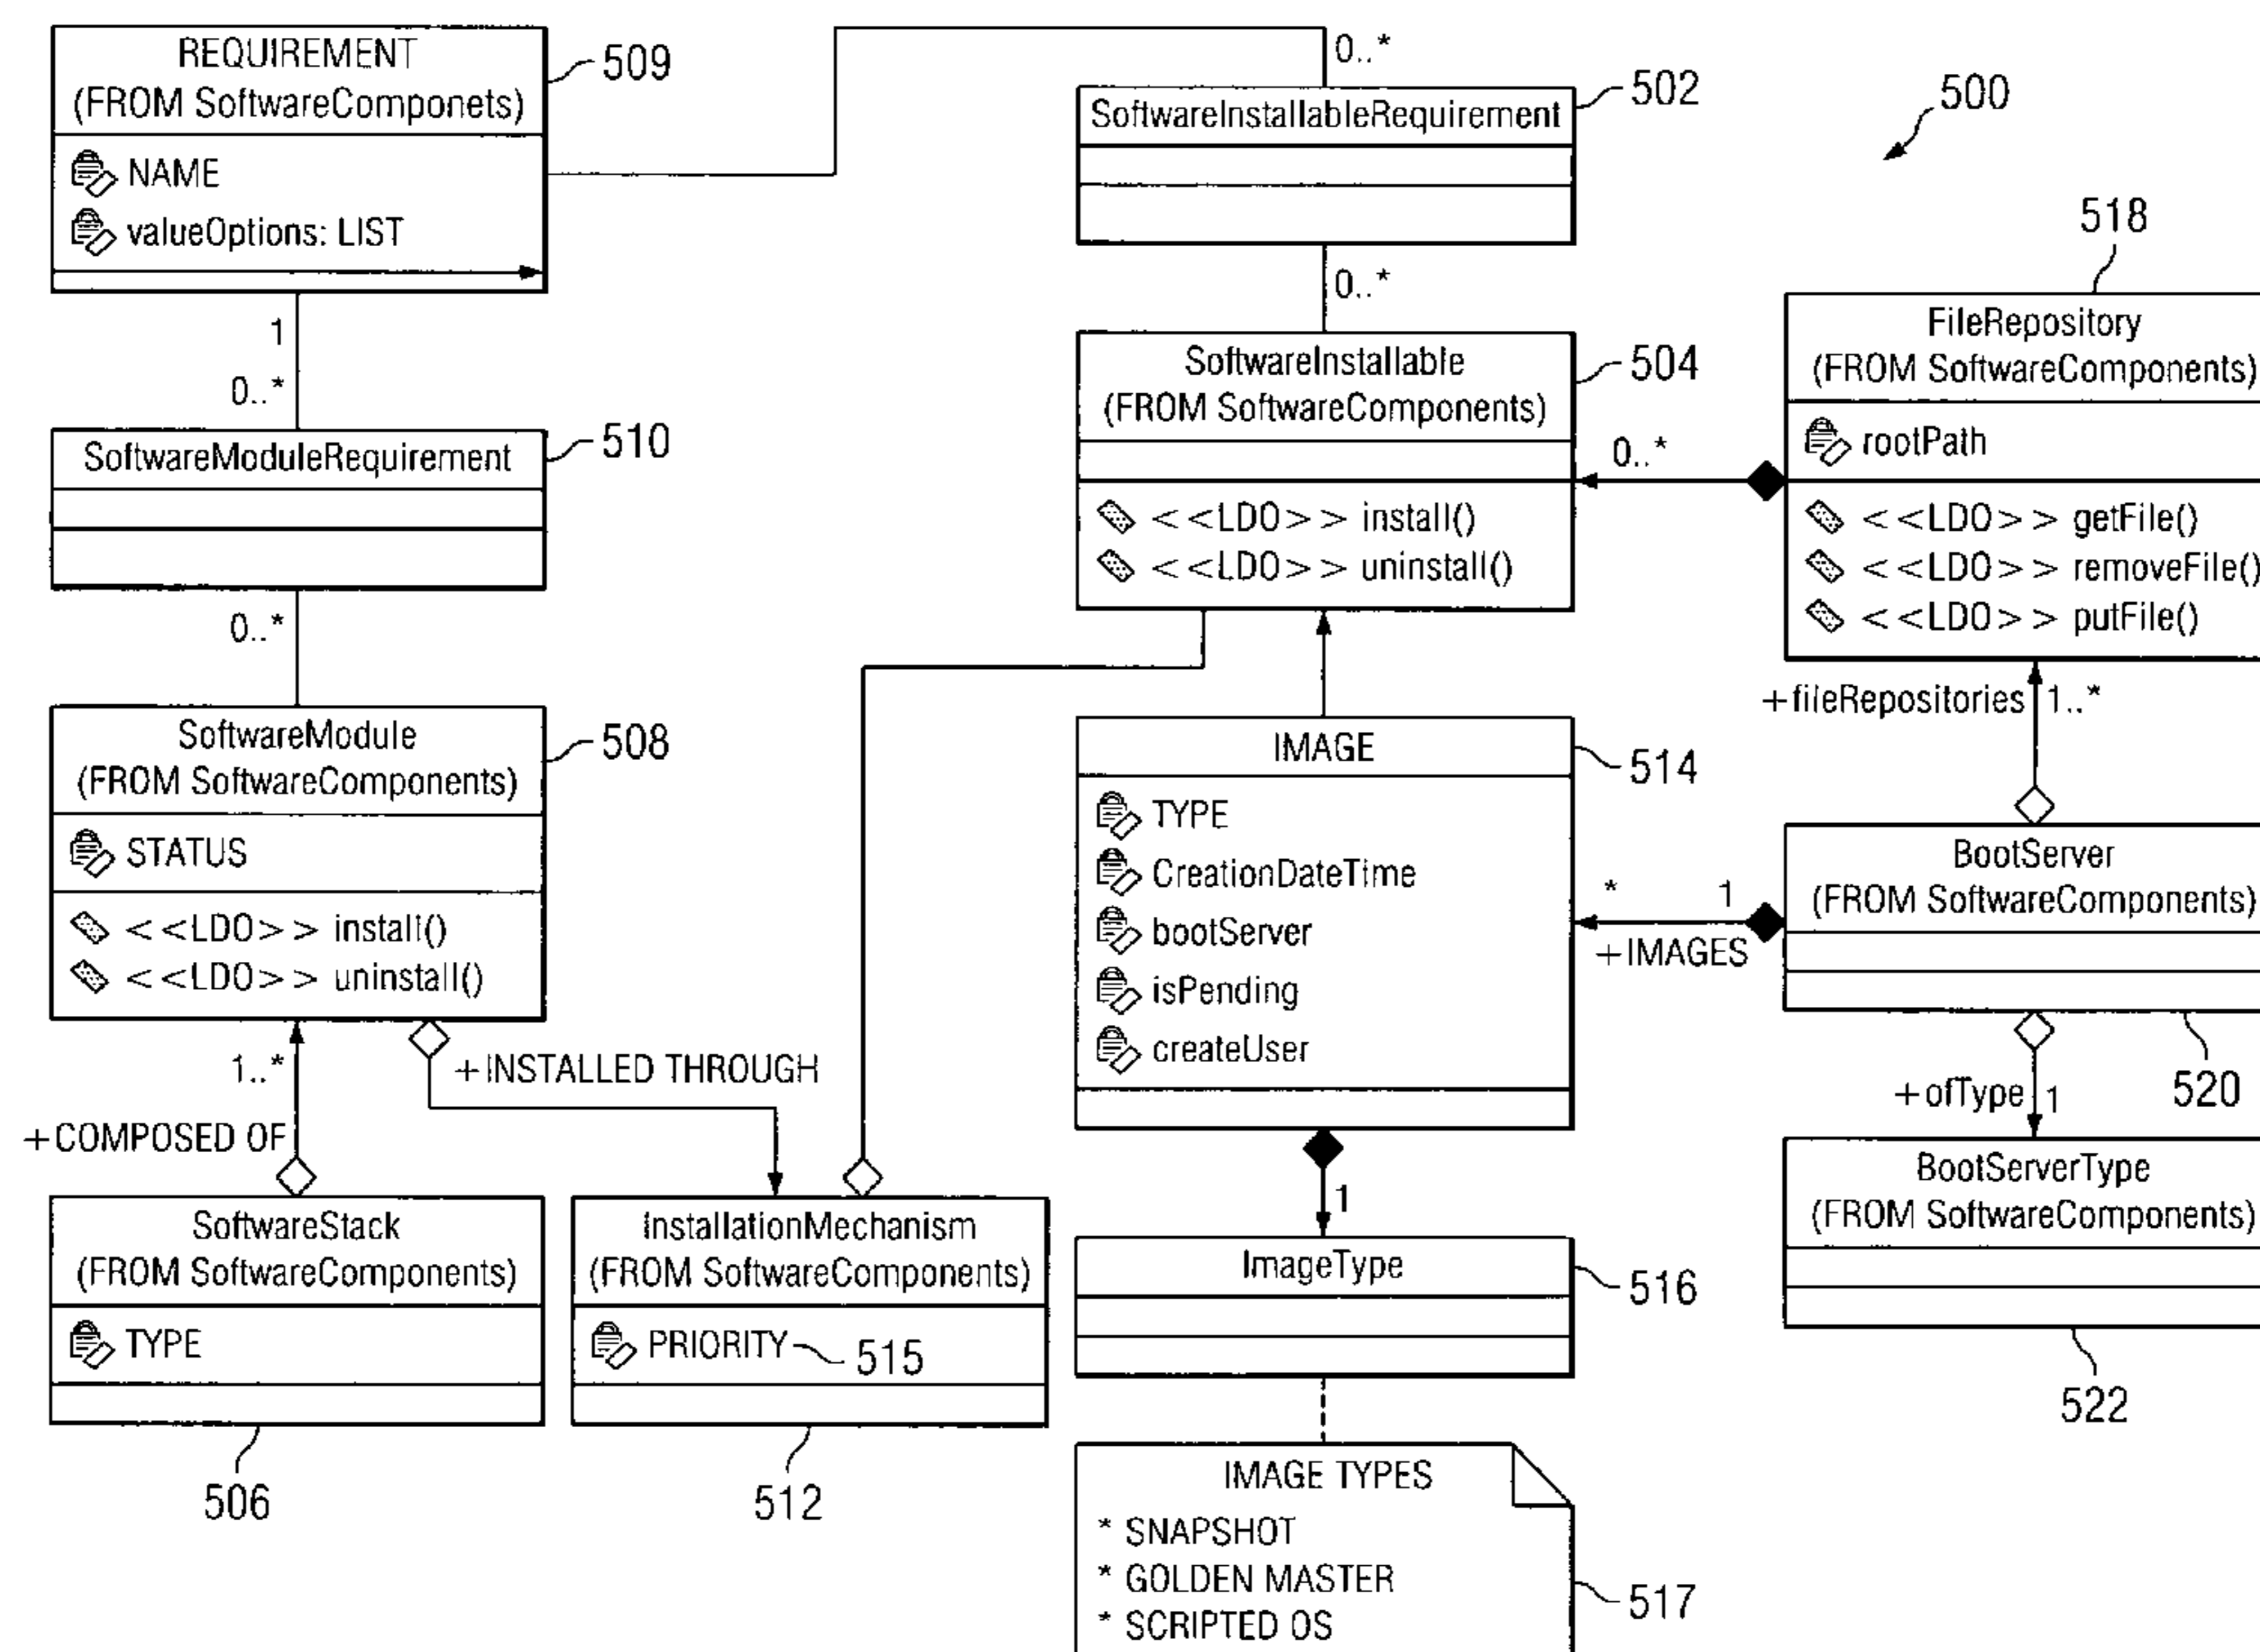 REQUIREMENT
(FROM SoftwareComponets)
NAME
valueOptions: LIST
509
1
0..*
SoftwareModuleRequirement
510
0..*
SoftwareModule
(FROM SoftwareComponents)
STATUS
<<LDO>> install()
<<LDO>> uninstall()
508
1..*
+COMPOSED OF
+INSTALLED THROUGH
SoftwareStack
(FROM SoftwareComponents)
TYPE
506
InstallationMechanism
(FROM SoftwareComponents)
PRIORITY
515
512
0..*
SoftwareInstallableRequirement
502
0..*
SoftwareInstallable
(FROM SoftwareComponents)
<<LDO>> install()
<<LDO>> uninstall()
504
0..*
IMAGE
TYPE
CreationDateTime
bootServer
isPending
createUser
514
* 1
+IMAGES
1
ImageType
516
IMAGE TYPES
* SNAPSHOT
* GOLDEN MASTER
* SCRIPTED OS
517
500
518
FileRepository
(FROM SoftwareComponents)
rootPath
<<LDO>> getFile()
<<LDO>> removeFile()
<<LDO>> putFile()
+fileRepositories 1..*
BootServer
(FROM SoftwareComponents)
520
+ofType 1
BootServerType
(FROM SoftwareComponents)
522